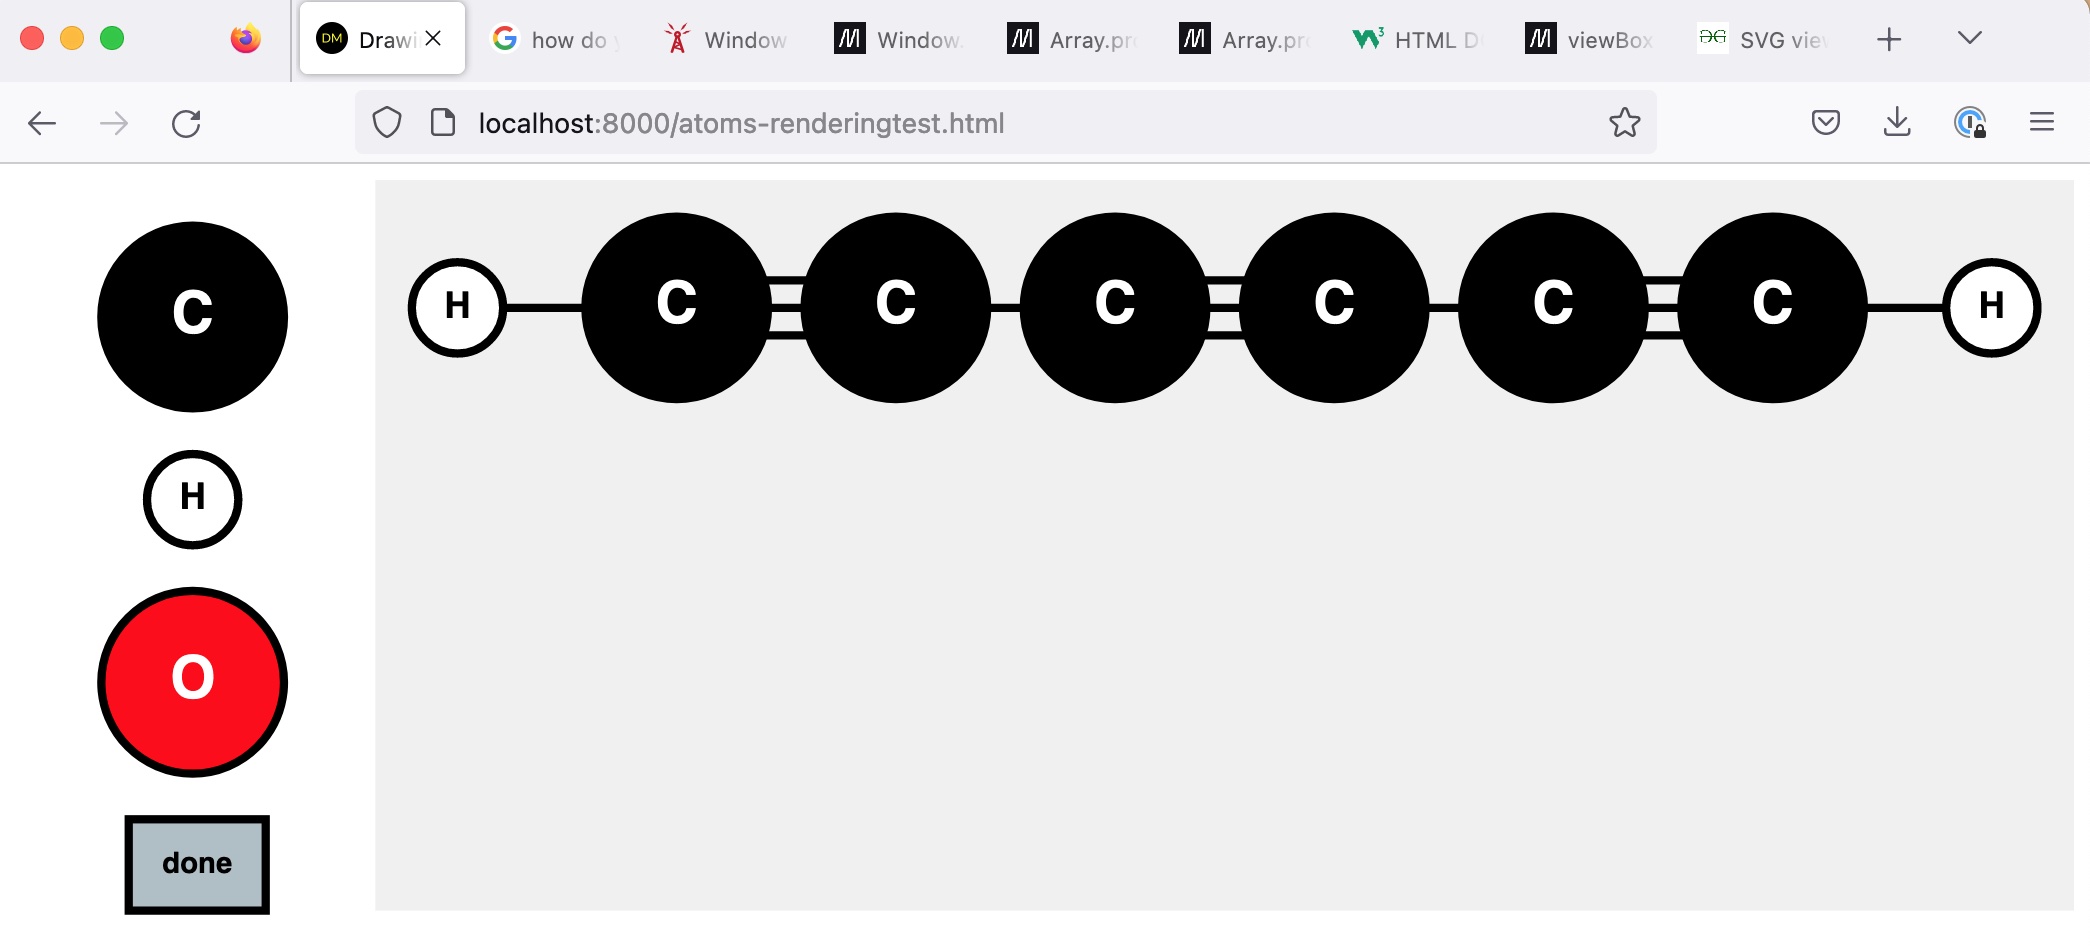 DM Drawi how do Window Window. Array.pr Array.pr HTML D viewBox SVG view
localhost:8000/atoms-renderingtest.html
H C C C C C C H
C
H
O
done